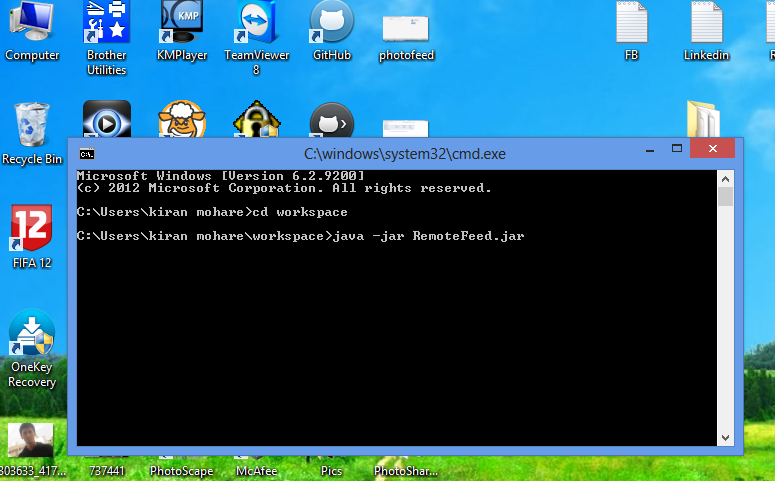 Computer
Brother Utilities
KMPlayer
TeamViewer 8
GitHub
photofeed
FB
Linkedin
KMP
Recycle Bin
C:\windows\system32\cmd.exe
C:\.
Microsoft Windows [Version 6.2.9200]
(c) 2012 Microsoft Corporation. All rights reserved.
C:\Users\kiran mohare>cd workspace
C:\Users\kiran mohare\workspace>java -jar RemoteFeed.jar
12
FIFA 12
OneKey Recovery
303633_417...
737441
PhotoScape
McAfee
Pics
PhotoShar...